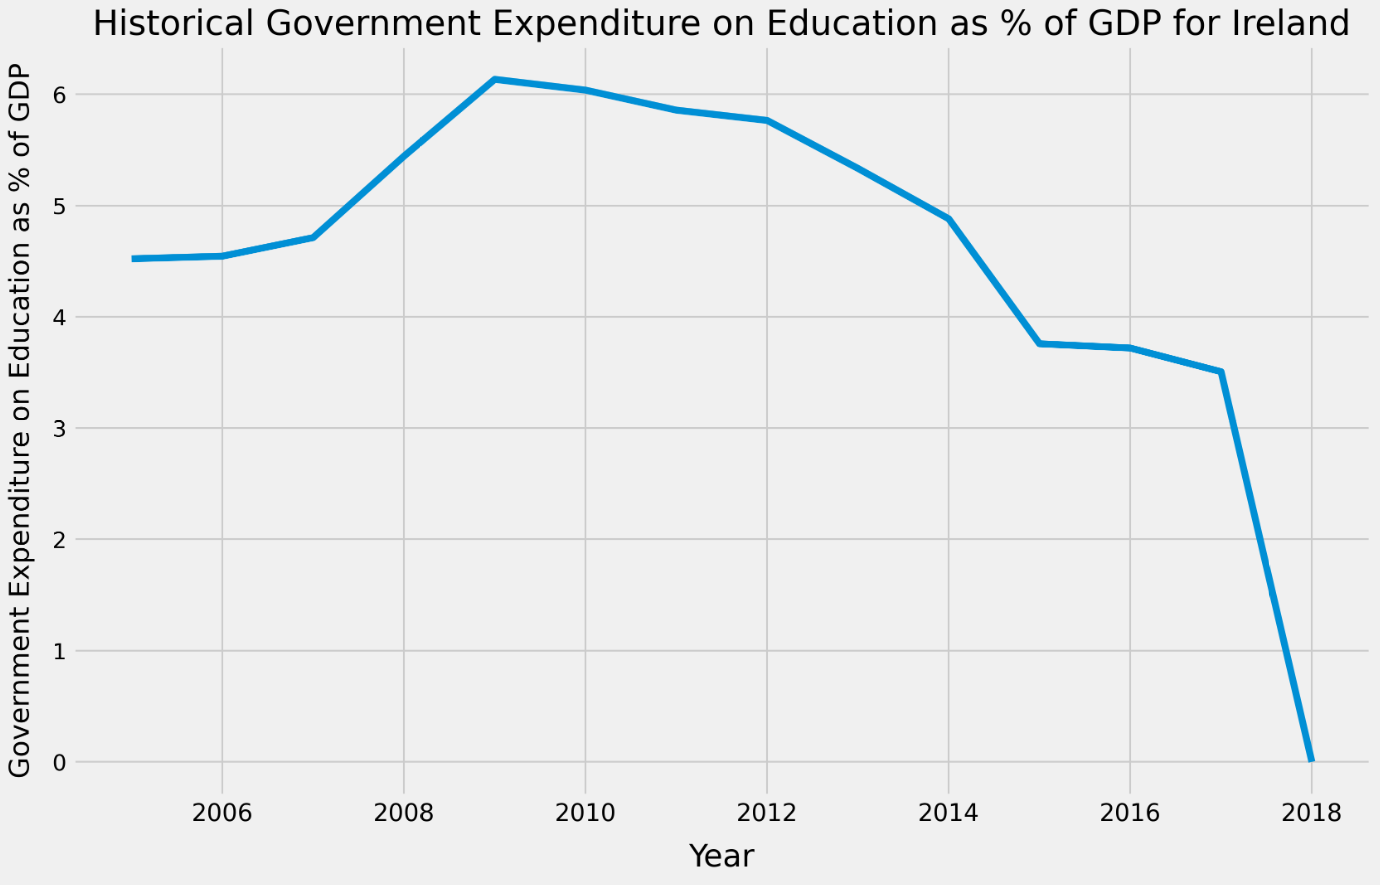 Historical Government Expenditure on Education as % of GDP for Ireland
Government Expenditure on Education as % of GDP
6
5
4
3
2
1
0
2006 2008 2010 2012 2014 2016 2018
Year